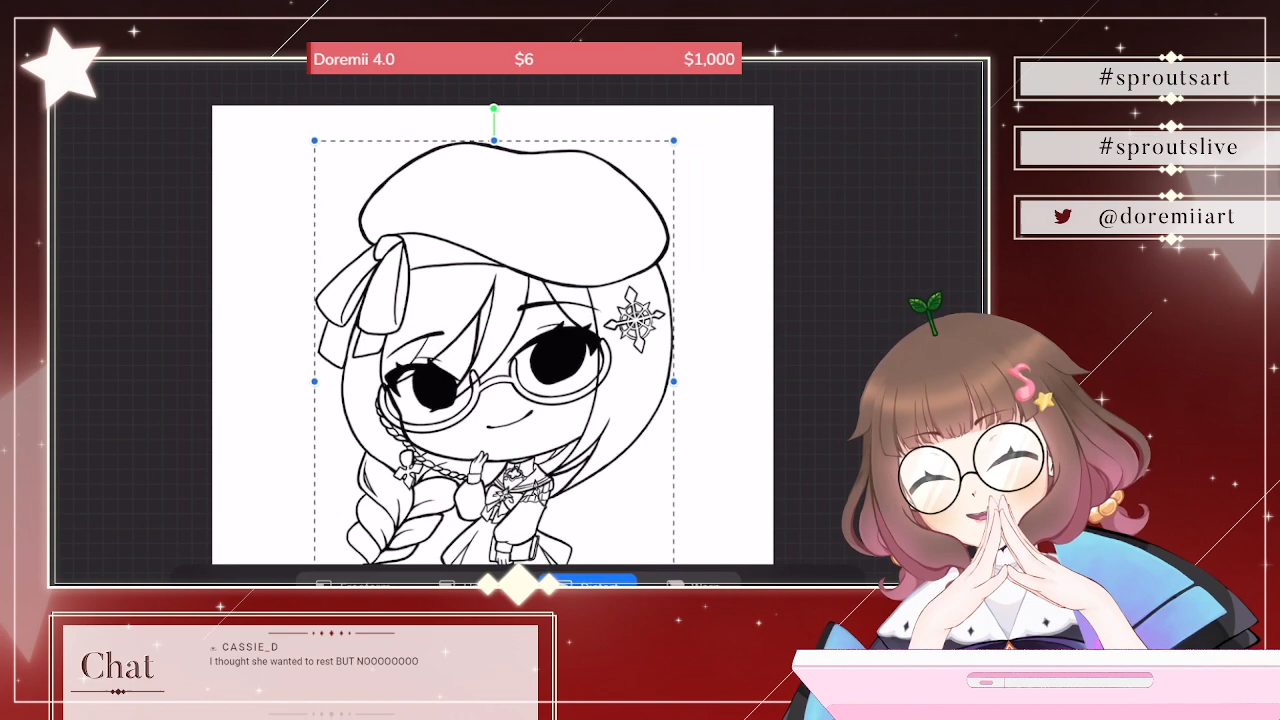 Doremii 4.0 $6 $1,000
#sproutsart
#sproutslive
@doremiiart
Chat
CASSIE_D
I thought she wanted to rest BUT NOOOOOOOO